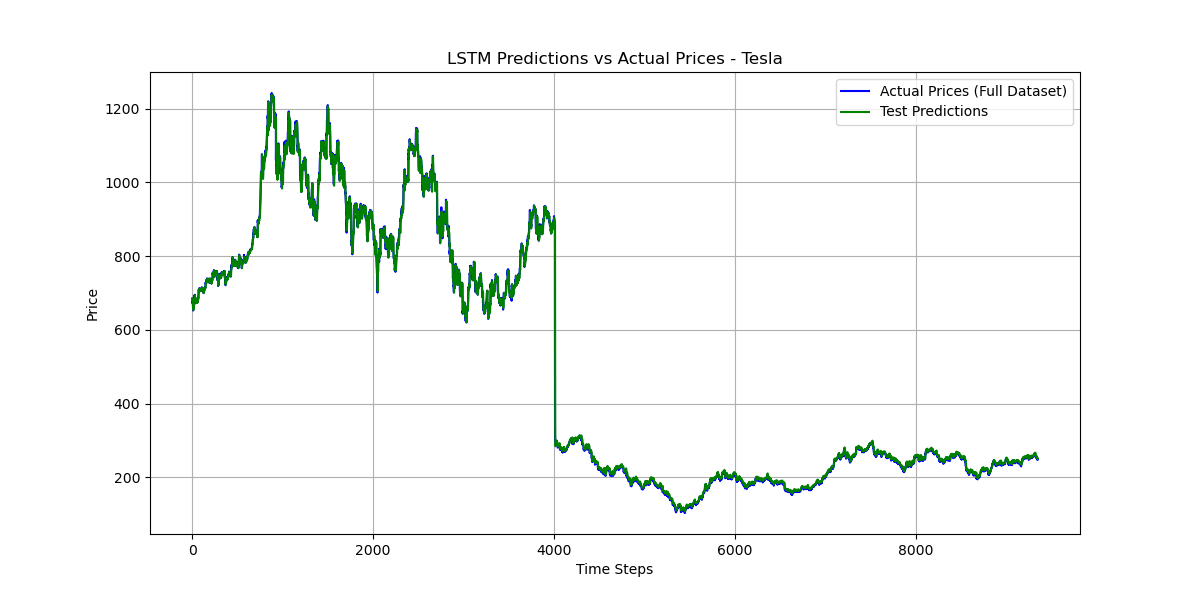 LSTM Predictions vs Actual Prices - Tesla
Actual Prices (Full Dataset)
Test Predictions
Price
1200
1000
800
600
400
200
0 2000 4000 6000 8000
Time Steps